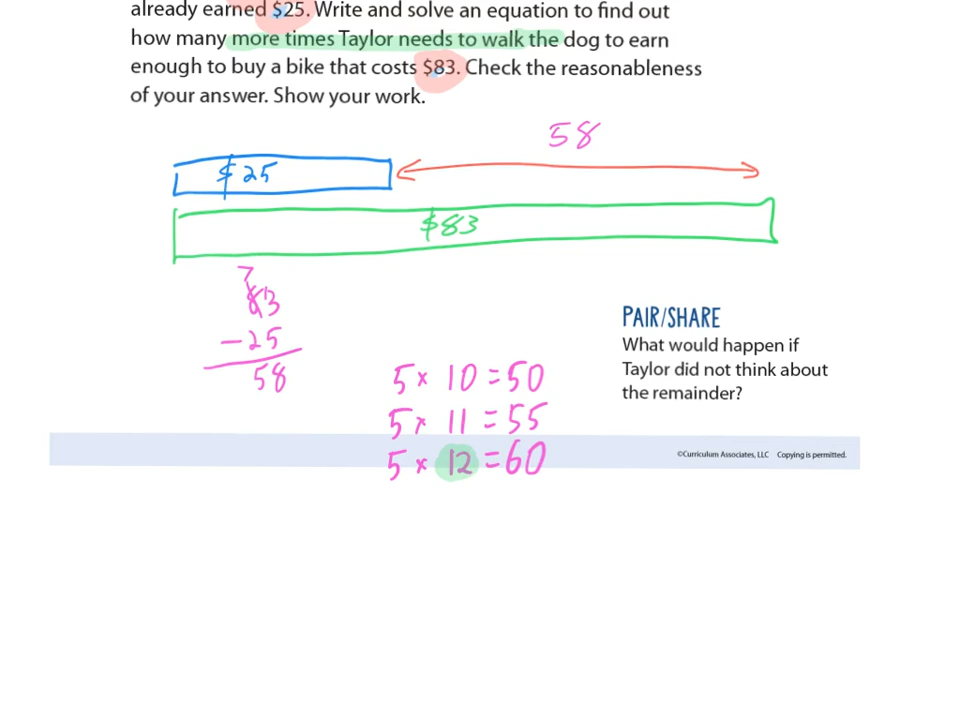 already earned $25. Write and solve an equation to find out
how many more times Taylor needs to walk the dog to earn
enough to buy a bike that costs $83. Check the reasonableness
of your answer. Show your work.
58
$25
$83
7
83
-25
58
5 × 10 = 50
5 × 11 = 55
5 × 12 = 60
PAIR/SHARE
What would happen if
Taylor did not think about
the remainder?
©Curriculum Associates, LLC Copying is permitted.